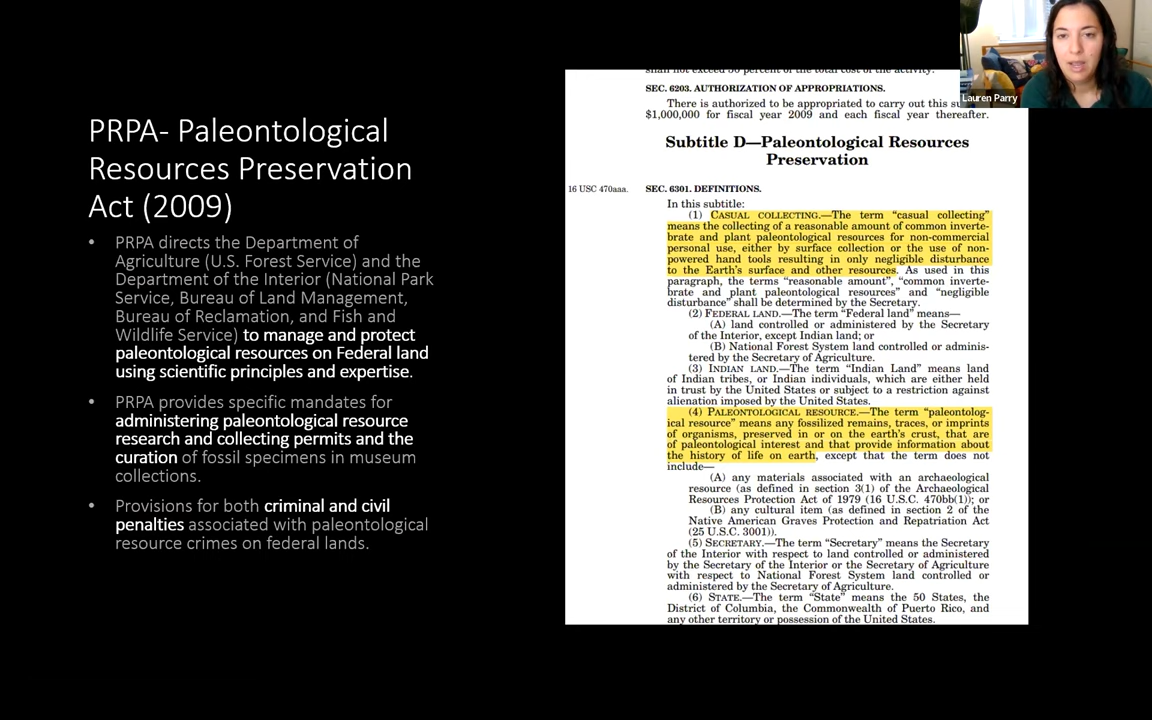 PRPA- Paleontological
Resources Preservation
Act (2009)
• PRPA directs the Department of
Agriculture (U.S. Forest Service) and the
Department of the Interior (National Park
Service, Bureau of Land Management,
Bureau of Reclamation, and Fish and
Wildlife Service) to manage and protect
paleontological resources on Federal land
using scientific principles and expertise.
• PRPA provides specific mandates for
administering paleontological resource
research and collecting permits and the
curation of fossil specimens in museum
collections.
• Provisions for both criminal and civil
penalties associated with paleontological
resource crimes on federal lands.
shall not exceed 50 percent of the total cost of the activity.
SEC. 6203. AUTHORIZATION OF APPROPRIATIONS.
There is authorized to be appropriated to carry out this
$1,000,000 for fiscal year 2009 and each fiscal year thereafter.
Subtitle D—Paleontological Resources
Preservation
16 USC 470aaa.
SEC. 6301. DEFINITIONS.
In this subtitle:
(1) CASUAL COLLECTING.—The term “casual collecting”
means the collecting of a reasonable amount of common inverte-
brate and plant paleontological resources for non-commercial
personal use, either by surface collection or the use of non-
powered hand tools resulting in only negligible disturbance
to the Earth's surface and other resources. As used in this
paragraph, the terms “reasonable amount”, “common inverte-
brate and plant paleontological resources” and “negligible
disturbance” shall be determined by the Secretary.
(2) FEDERAL LAND.—The term “Federal land” means—
(A) land controlled or administered by the Secretary
of the Interior, except Indian land; or
(B) National Forest System land controlled or adminis-
tered by the Secretary of Agriculture.
(3) INDIAN LAND.—The term “Indian Land” means land
of Indian tribes, or Indian individuals, which are either held
in trust by the United States or subject to a restriction against
alienation imposed by the United States.
(4) PALEONTOLOGICAL RESOURCE.—The term “paleontolog-
ical resource” means any fossilized remains, traces, or imprints
of organisms, preserved in or on the earth's crust, that are
of paleontological interest and that provide information about
the history of life on earth, except that the term does not
include—
(A) any materials associated with an archaeological
resource (as defined in section 3(1) of the Archaeological
Resources Protection Act of 1979 (16 U.S.C. 470bb(1)); or
(B) any cultural item (as defined in section 2 of the
Native American Graves Protection and Repatriation Act
(25 U.S.C. 3001)).
(5) SECRETARY.—The term “Secretary” means the Secretary
of the Interior with respect to land controlled or administered
by the Secretary of the Interior or the Secretary of Agriculture
with respect to National Forest System land controlled or
administered by the Secretary of Agriculture.
(6) STATE.—The term “State” means the 50 States, the
District of Columbia, the Commonwealth of Puerto Rico, and
any other territory or possession of the United States.
Lauren Parry